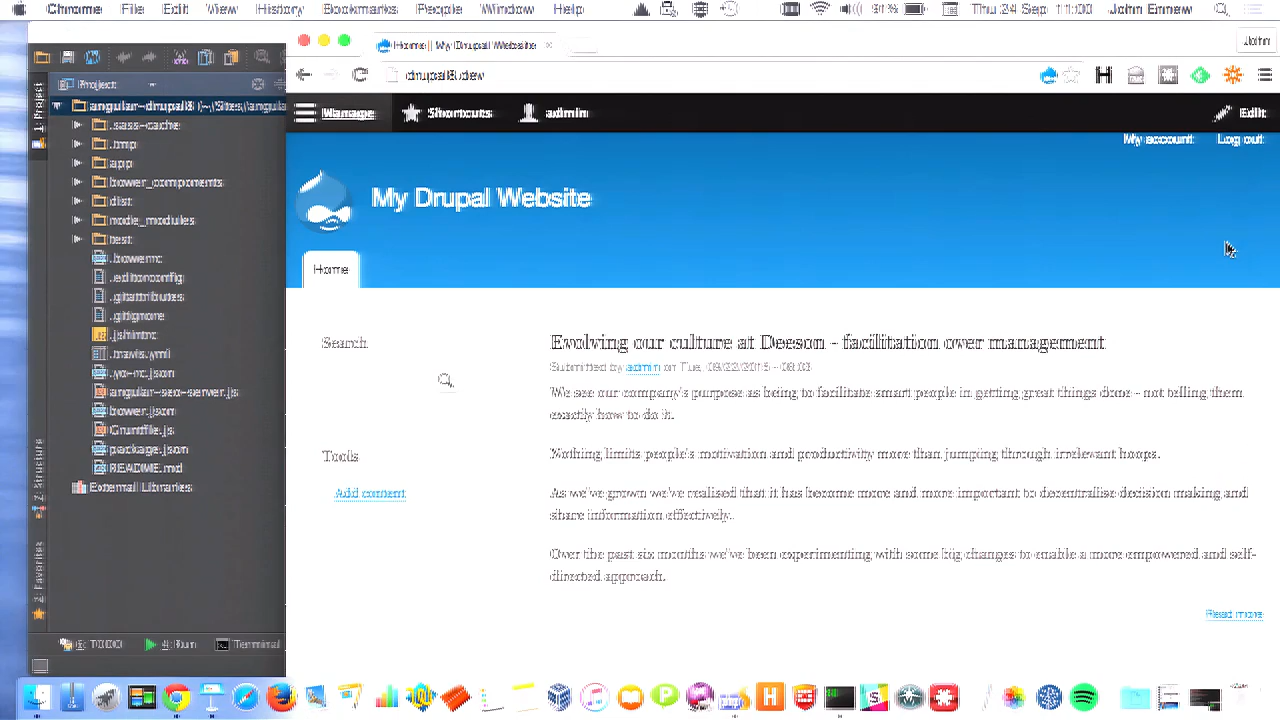 Chrome File Edit View History Bookmarks People Window Help
Thu 24 Sep 11:00 John Ennew
Home | My Drupal Website
John
drupal8.dev
Manage Shortcuts admin Edit
My account Log out
My Drupal Website
Home
Search
Tools
Add content
Evolving our culture at Deeson - facilitation over management
Submitted by admin on Tue, 09/22/2015 -
We see our company's purpose as being to facilitate smart people in getting great things done - not telling them
exactly how to do it.
Nothing limits people's motivation and productivity more than jumping through irrelevant hoops.
As we've grown we've realised that it has become more and more important to decentralise decision making and
share information effectively.
Over the past six months we've been experimenting with some big changes to enable a more empowered and self-
directed approach.
Read more
Project
1: Project
.sass-cache
.tmp
app
bower_components
dist
node_modules
test
.bowerrc
.editorconfig
.gitattributes
.gitignore
.jshintrc
.travis.yml
.yo-rc.json
bower.json
Gruntfile.js
package.json
README.md
External Libraries
Favorites
6: TODO 4: Run Terminal